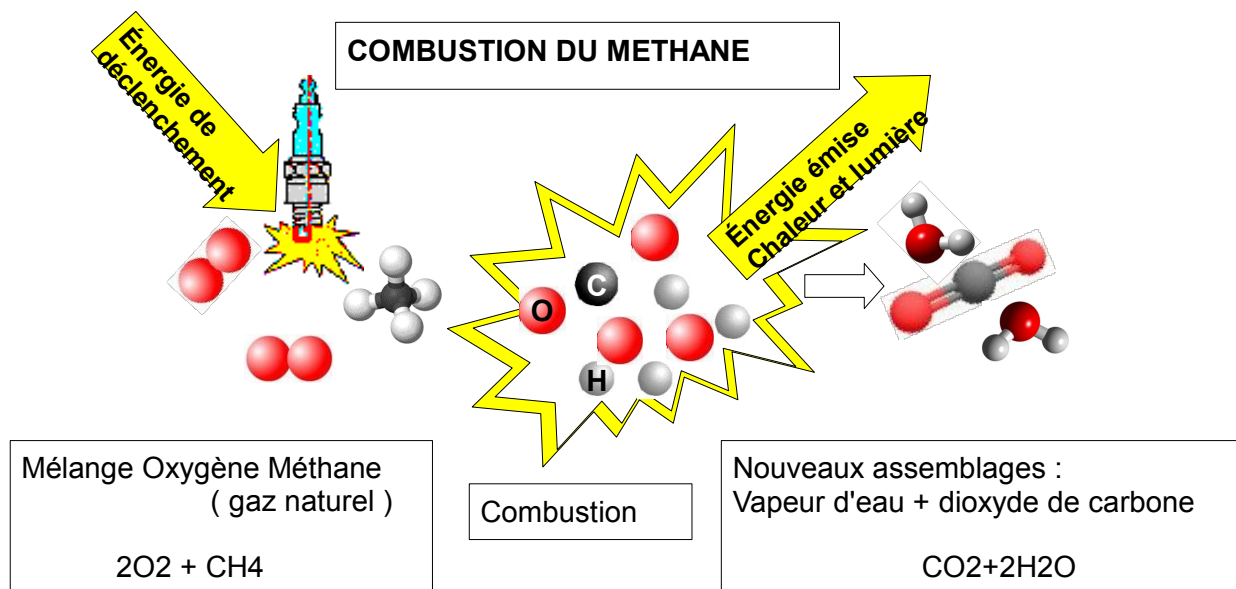 COMBUSTION DU METHANE
Énergie de
déclenchement
Énergie émise
Chaleur et lumière
C
O
H
Mélange Oxygène Méthane
( gaz naturel )
2O2 + CH4
Combustion
Nouveaux assemblages :
Vapeur d'eau + dioxyde de carbone
CO2+2H2O